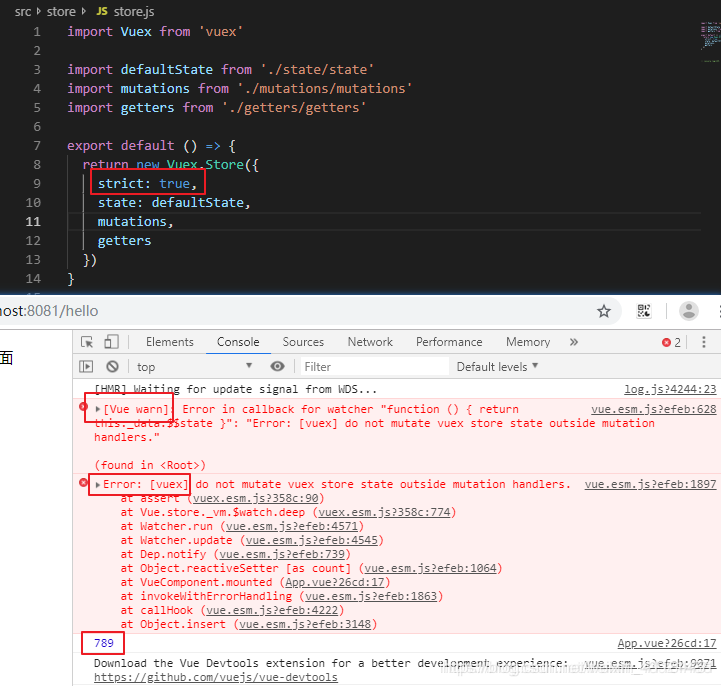 src › store › JS store.js
1 import Vuex from 'vuex'
2
3 import defaultState from './state/state'
4 import mutations from './mutations/mutations'
5 import getters from './getters/getters'
6
7 export default () => {
8 return new Vuex.Store({
9 strict: true,
10 state: defaultState,
11 mutations,
12 getters
13 })
14 }
ost:8081/hello
面
Elements Console Sources Network Performance Memory » 2
top Filter Default levels
[HMR] Waiting for update signal from WDS... log.js?4244:23
[Vue warn]: Error in callback for watcher "function () { return vue.esm.js?efeb:628
this._data.$$state }": "Error: [vuex] do not mutate vuex store state outside mutation
handlers."
(found in <Root>)
Error: [vuex] do not mutate vuex store state outside mutation handlers. vue.esm.js?efeb:1897
at assert (vuex.esm.js?358c:90)
at Vue.store._vm.$watch.deep (vuex.esm.js?358c:774)
at Watcher.run (vue.esm.js?efeb:4571)
at Watcher.update (vue.esm.js?efeb:4545)
at Dep.notify (vue.esm.js?efeb:739)
at Object.reactiveSetter [as count] (vue.esm.js?efeb:1064)
at VueComponent.mounted (App.vue?26cd:17)
at invokeWithErrorHandling (vue.esm.js?efeb:1863)
at callHook (vue.esm.js?efeb:4222)
at Object.insert (vue.esm.js?efeb:3148)
789 App.vue?26cd:17
Download the Vue Devtools extension for a better development experience: vue.esm.js?efeb:9071
https://github.com/vuejs/vue-devtools